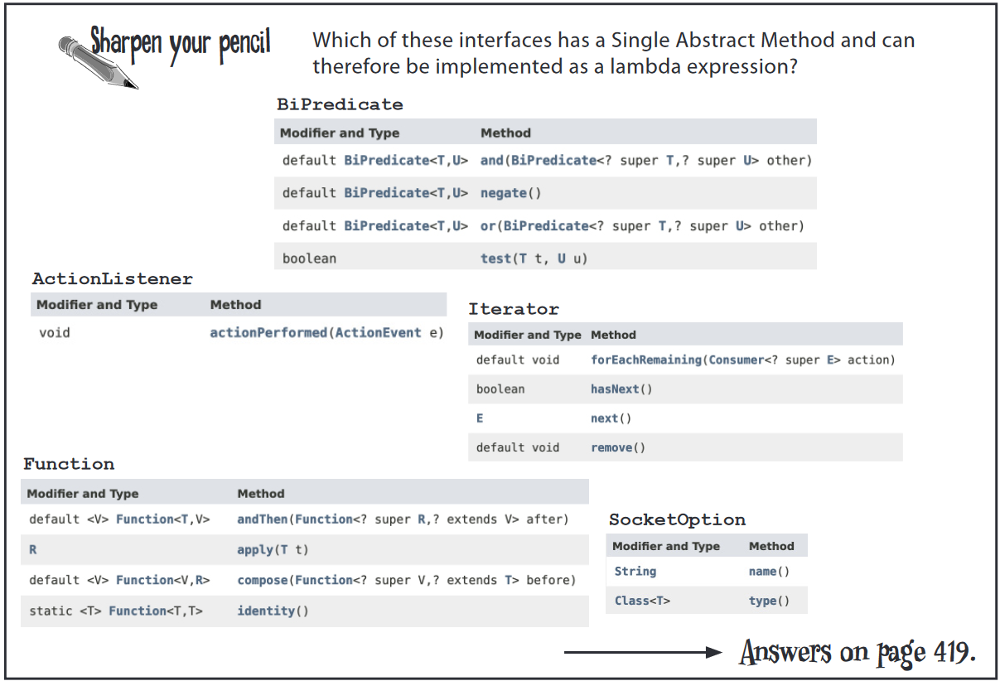 Sharpen your pencil
Which of these interfaces has a Single Abstract Method and can
therefore be implemented as a lambda expression?
BiPredicate
Modifier and Type Method
default BiPredicate<T,U> and(BiPredicate<? super T,? super U> other)
default BiPredicate<T,U> negate()
default BiPredicate<T,U> or(BiPredicate<? super T,? super U> other)
boolean test(T t, U u)
ActionListener
Modifier and Type Method
void actionPerformed(ActionEvent e)
Iterator
Modifier and Type Method
default void forEachRemaining(Consumer<? super E> action)
boolean hasNext()
E next()
default void remove()
Function
Modifier and Type Method
default <V> Function<T,V> andThen(Function<? super R,? extends V> after)
R apply(T t)
default <V> Function<V,R> compose(Function<? super V,? extends T> before)
static <T> Function<T,T> identity()
SocketOption
Modifier and Type Method
String name()
Class<T> type()
Answers on page 419.